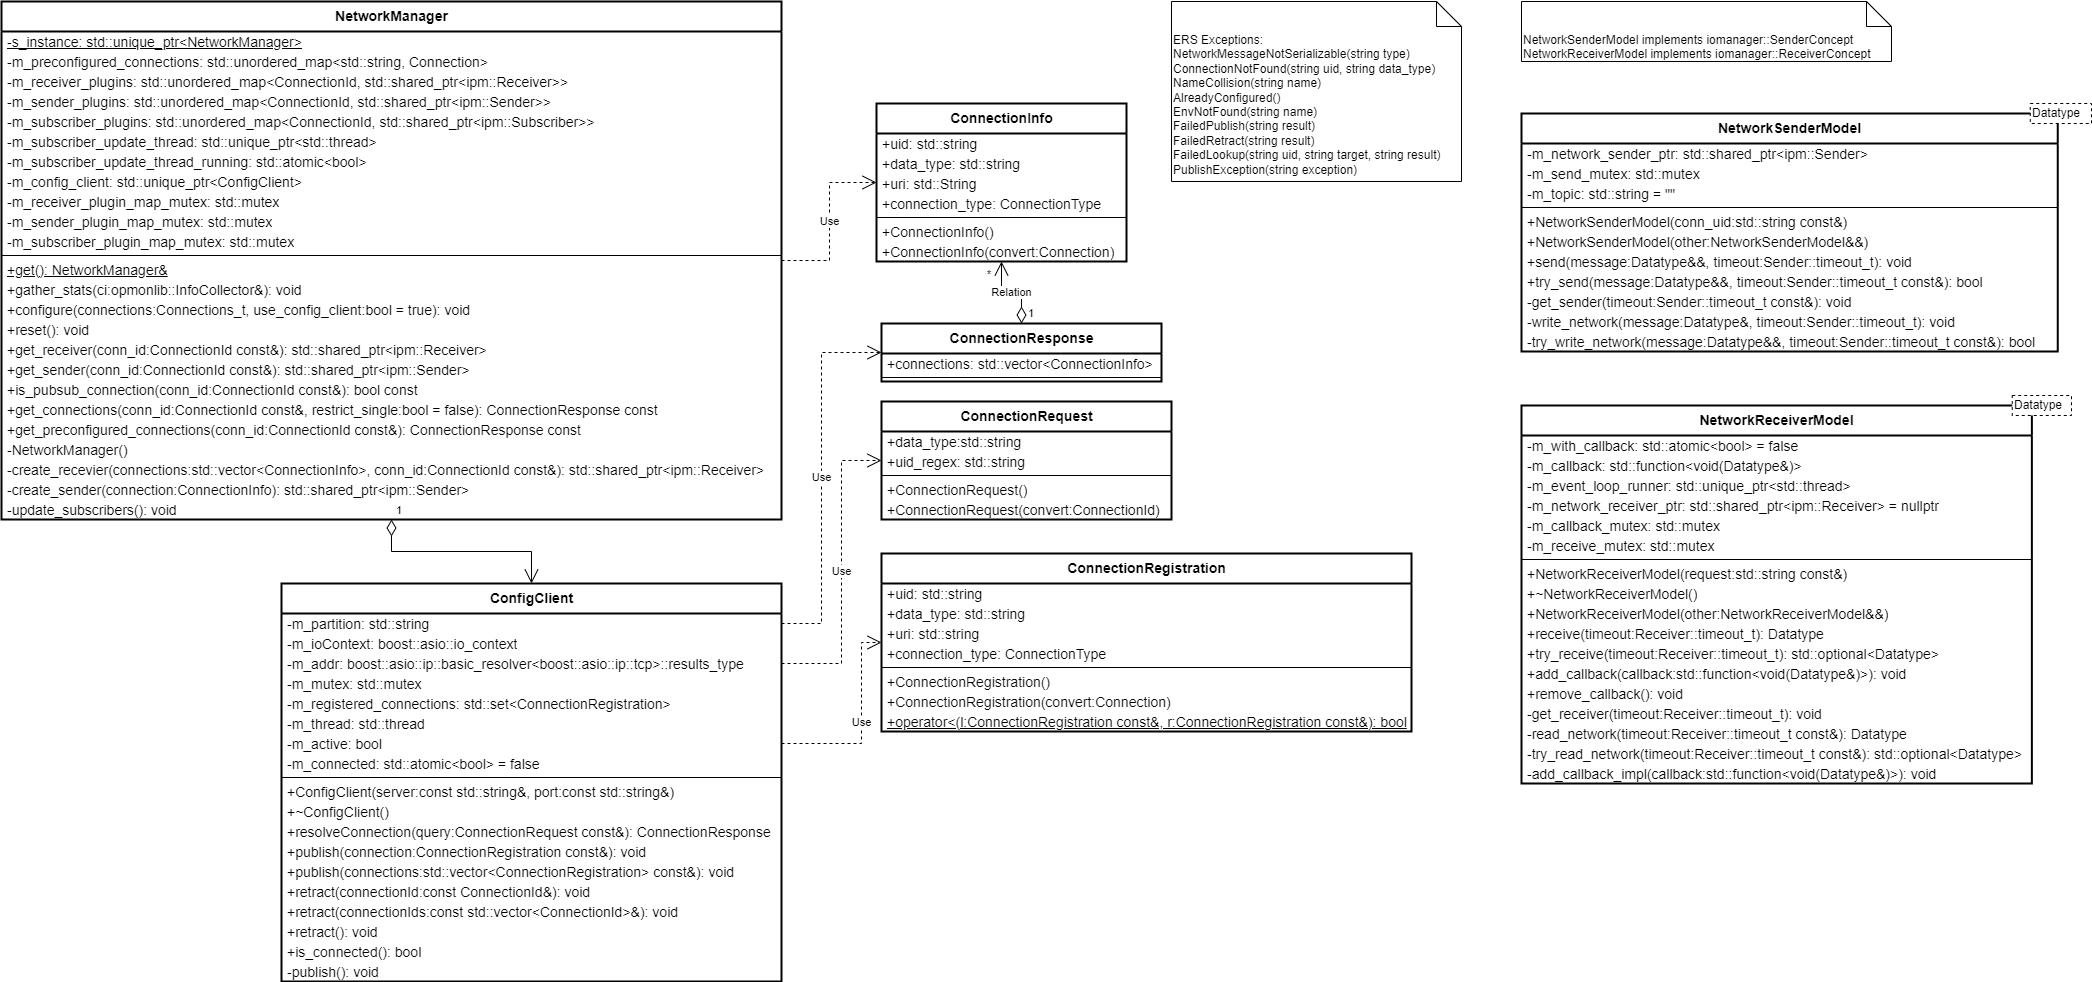 NetworkManager
-s_instance: std::unique_ptr<NetworkManager>
-m_preconfigured_connections: std::unordered_map<std::string, Connection>
-m_receiver_plugins: std::unordered_map<ConnectionId, std::shared_ptr<ipm::Receiver>>
-m_sender_plugins: std::unordered_map<ConnectionId, std::shared_ptr<ipm::Sender>>
-m_subscriber_plugins: std::unordered_map<ConnectionId, std::shared_ptr<ipm::Subscriber>>
-m_subscriber_update_thread: std::unique_ptr<std::thread>
-m_subscriber_update_thread_running: std::atomic<bool>
-m_config_client: std::unique_ptr<ConfigClient>
-m_receiver_plugin_map_mutex: std::mutex
-m_sender_plugin_map_mutex: std::mutex
-m_subscriber_plugin_map_mutex: std::mutex
+get(): NetworkManager&
+gather_stats(ci:opmonlib::InfoCollector&): void
+configure(connections:Connections_t, use_config_client:bool = true): void
+reset(): void
+get_receiver(conn_id:ConnectionId const&): std::shared_ptr<ipm::Receiver>
+get_sender(conn_id:ConnectionId const&): std::shared_ptr<ipm::Sender>
+is_pubsub_connection(conn_id:ConnectionId const&): bool const
+get_connections(conn_id:ConnectionId const&, restrict_single:bool = false): ConnectionResponse const
+get_preconfigured_connections(conn_id:ConnectionId const&): ConnectionResponse const
-NetworkManager()
-create_recevier(connections:std::vector<ConnectionInfo>, conn_id:ConnectionId const&): std::shared_ptr<ipm::Receiver>
-create_sender(connection:ConnectionInfo): std::shared_ptr<ipm::Sender>
-update_subscribers(): void
1
ConfigClient
-m_partition: std::string
-m_ioContext: boost::asio::io_context
-m_addr: boost::asio::ip::basic_resolver<boost::asio::ip::tcp>::results_type
-m_mutex: std::mutex
-m_registered_connections: std::set<ConnectionRegistration>
-m_thread: std::thread
-m_active: bool
-m_connected: std::atomic<bool> = false
+ConfigClient(server:const std::string&, port:const std::string&)
+~ConfigClient()
+resolveConnection(query:ConnectionRequest const&): ConnectionResponse
+publish(connection:ConnectionRegistration const&): void
+publish(connections:std::vector<ConnectionRegistration> const&): void
+retract(connectionId:const ConnectionId&): void
+retract(connectionIds:const std::vector<ConnectionId>&): void
+retract(): void
+is_connected(): bool
-publish(): void
Use
Use
Use
Use
ConnectionInfo
+uid: std::string
+data_type: std::string
+uri: std::String
+connection_type: ConnectionType
+ConnectionInfo()
+ConnectionInfo(convert:Connection)
*
Relation
1
ConnectionResponse
+connections: std::vector<ConnectionInfo>
ConnectionRequest
+data_type:std::string
+uid_regex: std::string
+ConnectionRequest()
+ConnectionRequest(convert:ConnectionId)
ConnectionRegistration
+uid: std::string
+data_type: std::string
+uri: std::string
+connection_type: ConnectionType
+ConnectionRegistration()
+ConnectionRegistration(convert:Connection)
+operator<(l:ConnectionRegistration const&, r:ConnectionRegistration const&): bool
ERS Exceptions:
NetworkMessageNotSerializable(string type)
ConnectionNotFound(string uid, string data_type)
NameCollision(string name)
AlreadyConfigured()
EnvNotFound(string name)
FailedPublish(string result)
FailedRetract(string result)
FailedLookup(string uid, string target, string result)
PublishException(string exception)
NetworkSenderModel implements iomanager::SenderConcept
NetworkReceiverModel implements iomanager::ReceiverConcept
Datatype
NetworkSenderModel
-m_network_sender_ptr: std::shared_ptr<ipm::Sender>
-m_send_mutex: std::mutex
-m_topic: std::string = ""
+NetworkSenderModel(conn_uid:std::string const&)
+NetworkSenderModel(other:NetworkSenderModel&&)
+send(message:Datatype&&, timeout:Sender::timeout_t): void
+try_send(message:Datatype&&, timeout:Sender::timeout_t const&): bool
-get_sender(timeout:Sender::timeout_t const&): void
-write_network(message:Datatype&, timeout:Sender::timeout_t): void
-try_write_network(message:Datatype&&, timeout:Sender::timeout_t const&): bool
Datatype
NetworkReceiverModel
-m_with_callback: std::atomic<bool> = false
-m_callback: std::function<void(Datatype&)>
-m_event_loop_runner: std::unique_ptr<std::thread>
-m_network_receiver_ptr: std::shared_ptr<ipm::Receiver> = nullptr
-m_callback_mutex: std::mutex
-m_receive_mutex: std::mutex
+NetworkReceiverModel(request:std::string const&)
+~NetworkReceiverModel()
+NetworkReceiverModel(other:NetworkReceiverModel&&)
+receive(timeout:Receiver::timeout_t): Datatype
+try_receive(timeout:Receiver::timeout_t): std::optional<Datatype>
+add_callback(callback:std::function<void(Datatype&)>): void
+remove_callback(): void
-get_receiver(timeout:Receiver::timeout_t): void
-read_network(timeout:Receiver::timeout_t const&): Datatype
-try_read_network(timeout:Receiver::timeout_t const&): std::optional<Datatype>
-add_callback_impl(callback:std::function<void(Datatype&)>): void